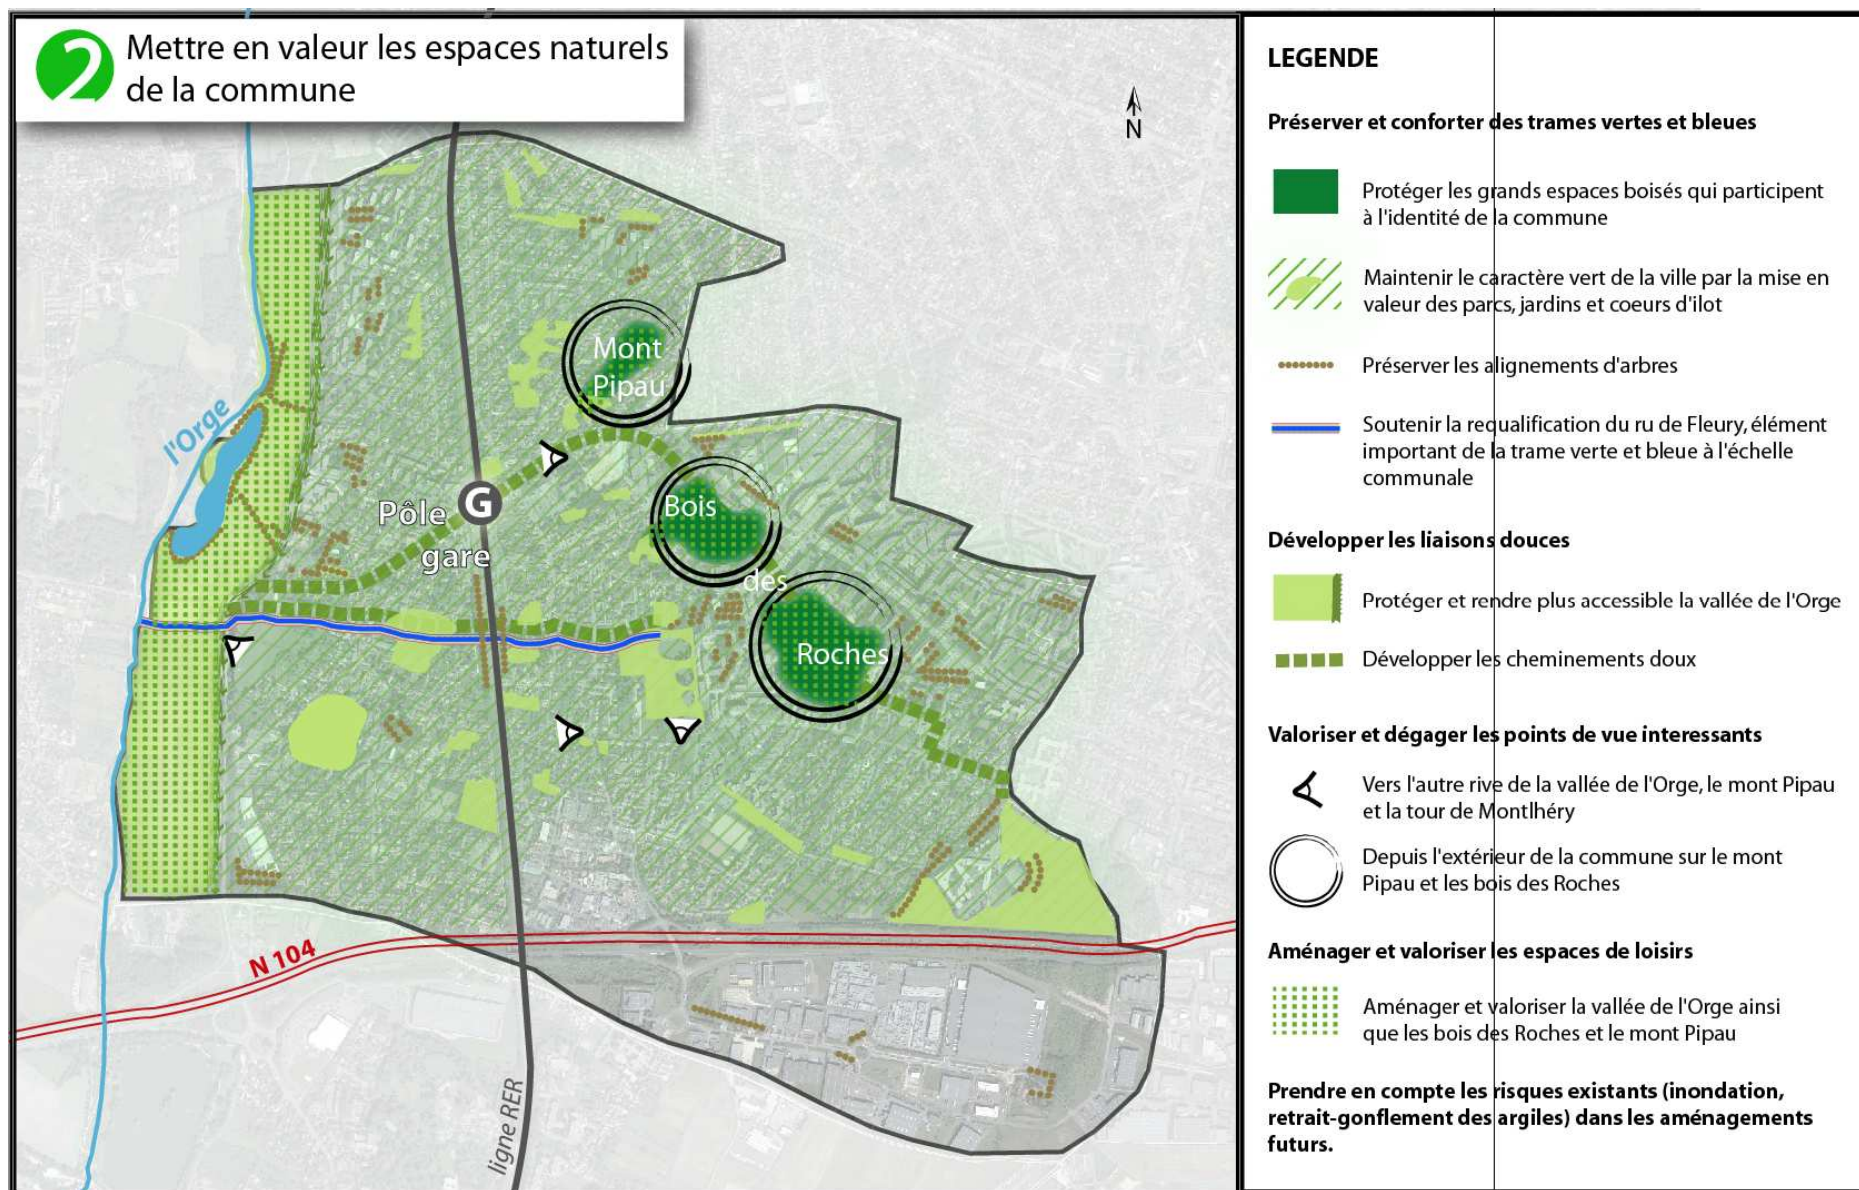 2
Mettre en valeur les espaces naturels
de la commune
N
Mont
Pipau
l'Orge
Bois
Pôle
G
gare
des
Roches
N 104
ligne RER
LEGENDE
Préserver et conforter des trames vertes et bleues
Protéger les grands espaces boisés qui participent
à l'identité de la commune
Maintenir le caractère vert de la ville par la mise en
valeur des parcs, jardins et coeurs d'ilot
Préserver les alignements d'arbres
Soutenir la requalification du ru de Fleury, élément
important de la trame verte et bleue à l'échelle
communale
Développer les liaisons douces
Protéger et rendre plus accessible la vallée de l'Orge
Développer les cheminements doux
Valoriser et dégager les points de vue interessants
Vers l'autre rive de la vallée de l'Orge, le mont Pipau
et la tour de Montlhéry
Depuis l'extérieur de la commune sur le mont
Pipau et les bois des Roches
Aménager et valoriser les espaces de loisirs
Aménager et valoriser la vallée de l'Orge ainsi
que les bois des Roches et le mont Pipau
Prendre en compte les risques existants (inondation,
retrait-gonflement des argiles) dans les aménagements
futurs.